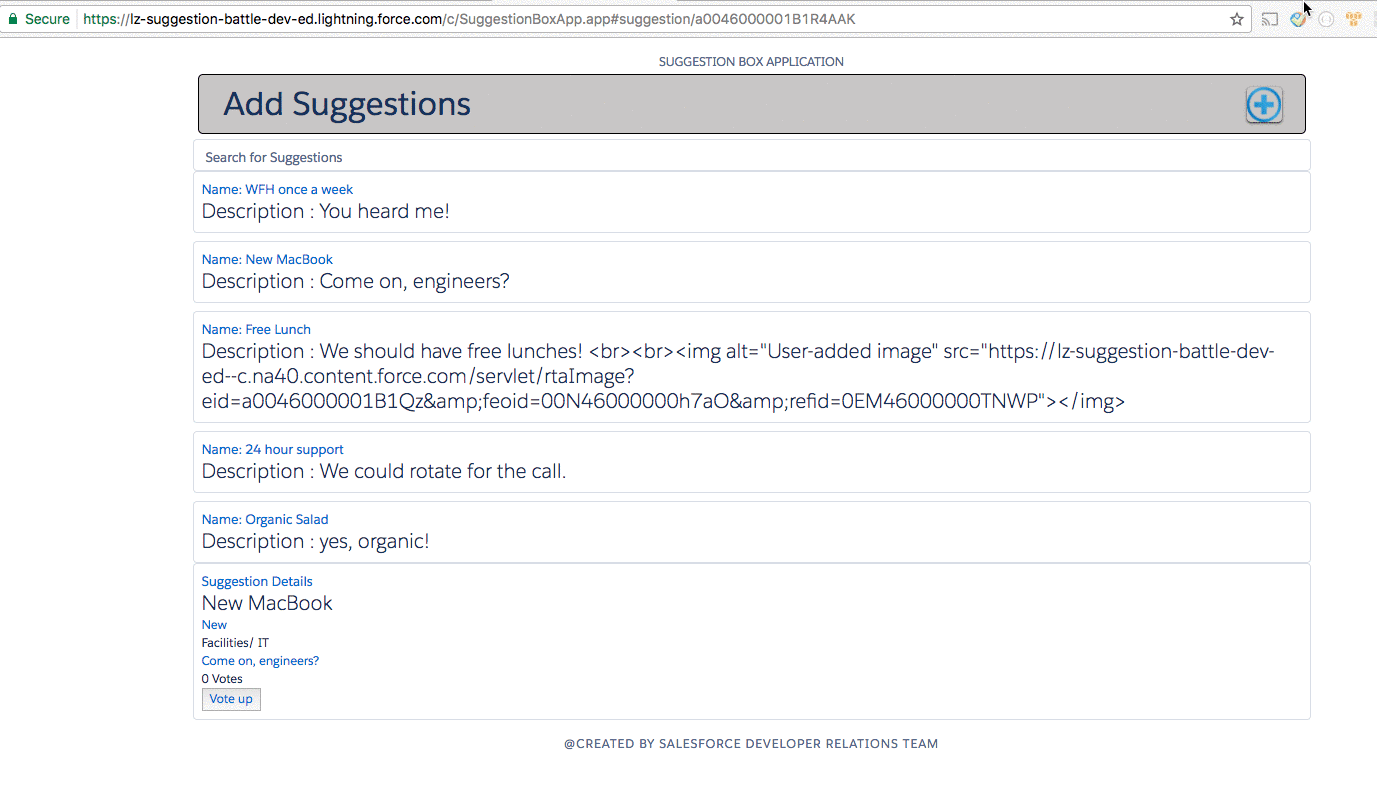 Secure
https://lz-suggestion-battle-dev-ed.lightning.force.com/c/SuggestionBoxApp.app#suggestion/a0046000001B1R4AAK
SUGGESTION BOX APPLICATION
Add Suggestions
Search for Suggestions
Name: WFH once a week
Description : You heard me!
Name: New MacBook
Description : Come on, engineers?
Name: Free Lunch
Description : We should have free lunches! <br><br><img alt="User-added image" src="https://lz-suggestion-battle-dev-
ed--c.na40.content.force.com/servlet/rtaImage?
eid=a0046000001B1Qz&amp;feoid=00N46000000h7aO&amp;refid=0EM46000000TNWP"></img>
Name: 24 hour support
Description : We could rotate for the call.
Name: Organic Salad
Description : yes, organic!
Suggestion Details
New MacBook
New
Facilities/ IT
Come on, engineers?
0 Votes
Vote up
@CREATED BY SALESFORCE DEVELOPER RELATIONS TEAM